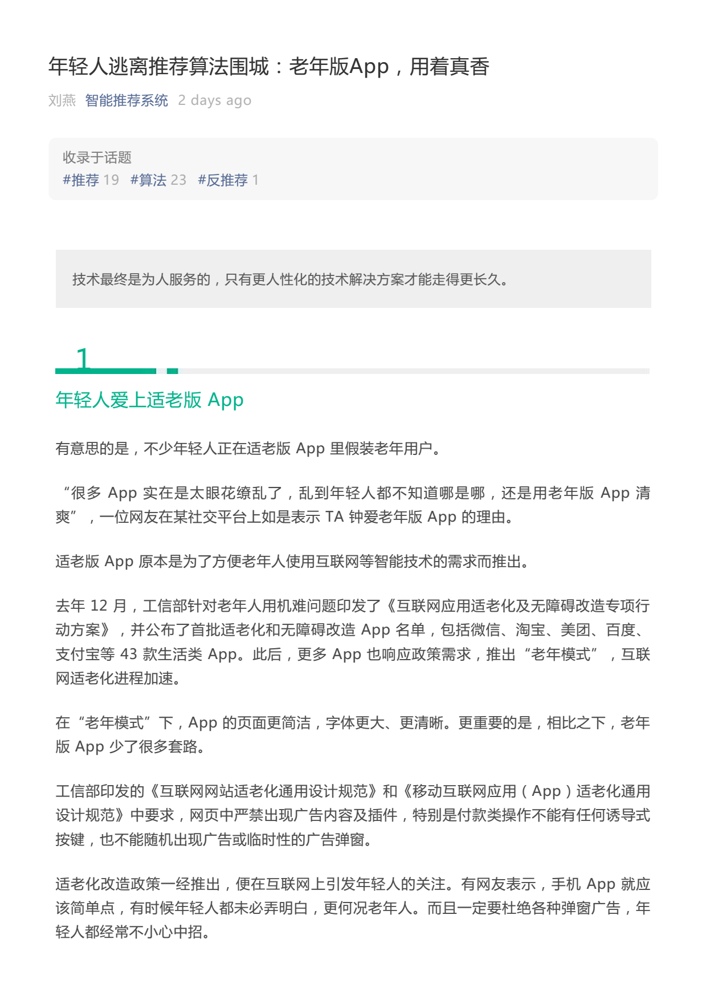 年轻人逃离推荐算法围城：老年版App，用着真香
刘燕 智能推荐系统 2 days ago
收录于话题
#推荐 19 #算法 23 #反推荐 1
技术最终是为人服务的，只有更人性化的技术解决方案才能走得更长久。
1
年轻人爱上适老版 App
有意思的是，不少年轻人正在适老版 App 里假装老年用户。
“很多 App 实在是太眼花缭乱了，乱到年轻人都不知道哪是哪，还是用老年版 App 清
爽”，一位网友在某社交平台上如是表示 TA 钟爱老年版 App 的理由。
适老版 App 原本是为了方便老年人使用互联网等智能技术的需求而推出。
去年 12 月，工信部针对老年人用机难问题印发了《互联网应用适老化及无障碍改造专项行
动方案》，并公布了首批适老化和无障碍改造 App 名单，包括微信、淘宝、美团、百度、
支付宝等 43 款生活类 App。此后，更多 App 也响应政策需求，推出“老年模式”，互联
网适老化进程加速。
在“老年模式”下，App 的页面更简洁，字体更大、更清晰。更重要的是，相比之下，老年
版 App 少了很多套路。
工信部印发的《互联网网站适老化通用设计规范》和《移动互联网应用（App）适老化通用
设计规范》中要求，网页中严禁出现广告内容及插件，特别是付款类操作不能有任何诱导式
按键，也不能随机出现广告或临时性的广告弹窗。
适老化改造政策一经推出，便在互联网上引发年轻人的关注。有网友表示，手机 App 就应
该简单点，有时候年轻人都未必弄明白，更何况老年人。而且一定要杜绝各种弹窗广告，年
轻人都经常不小心中招。